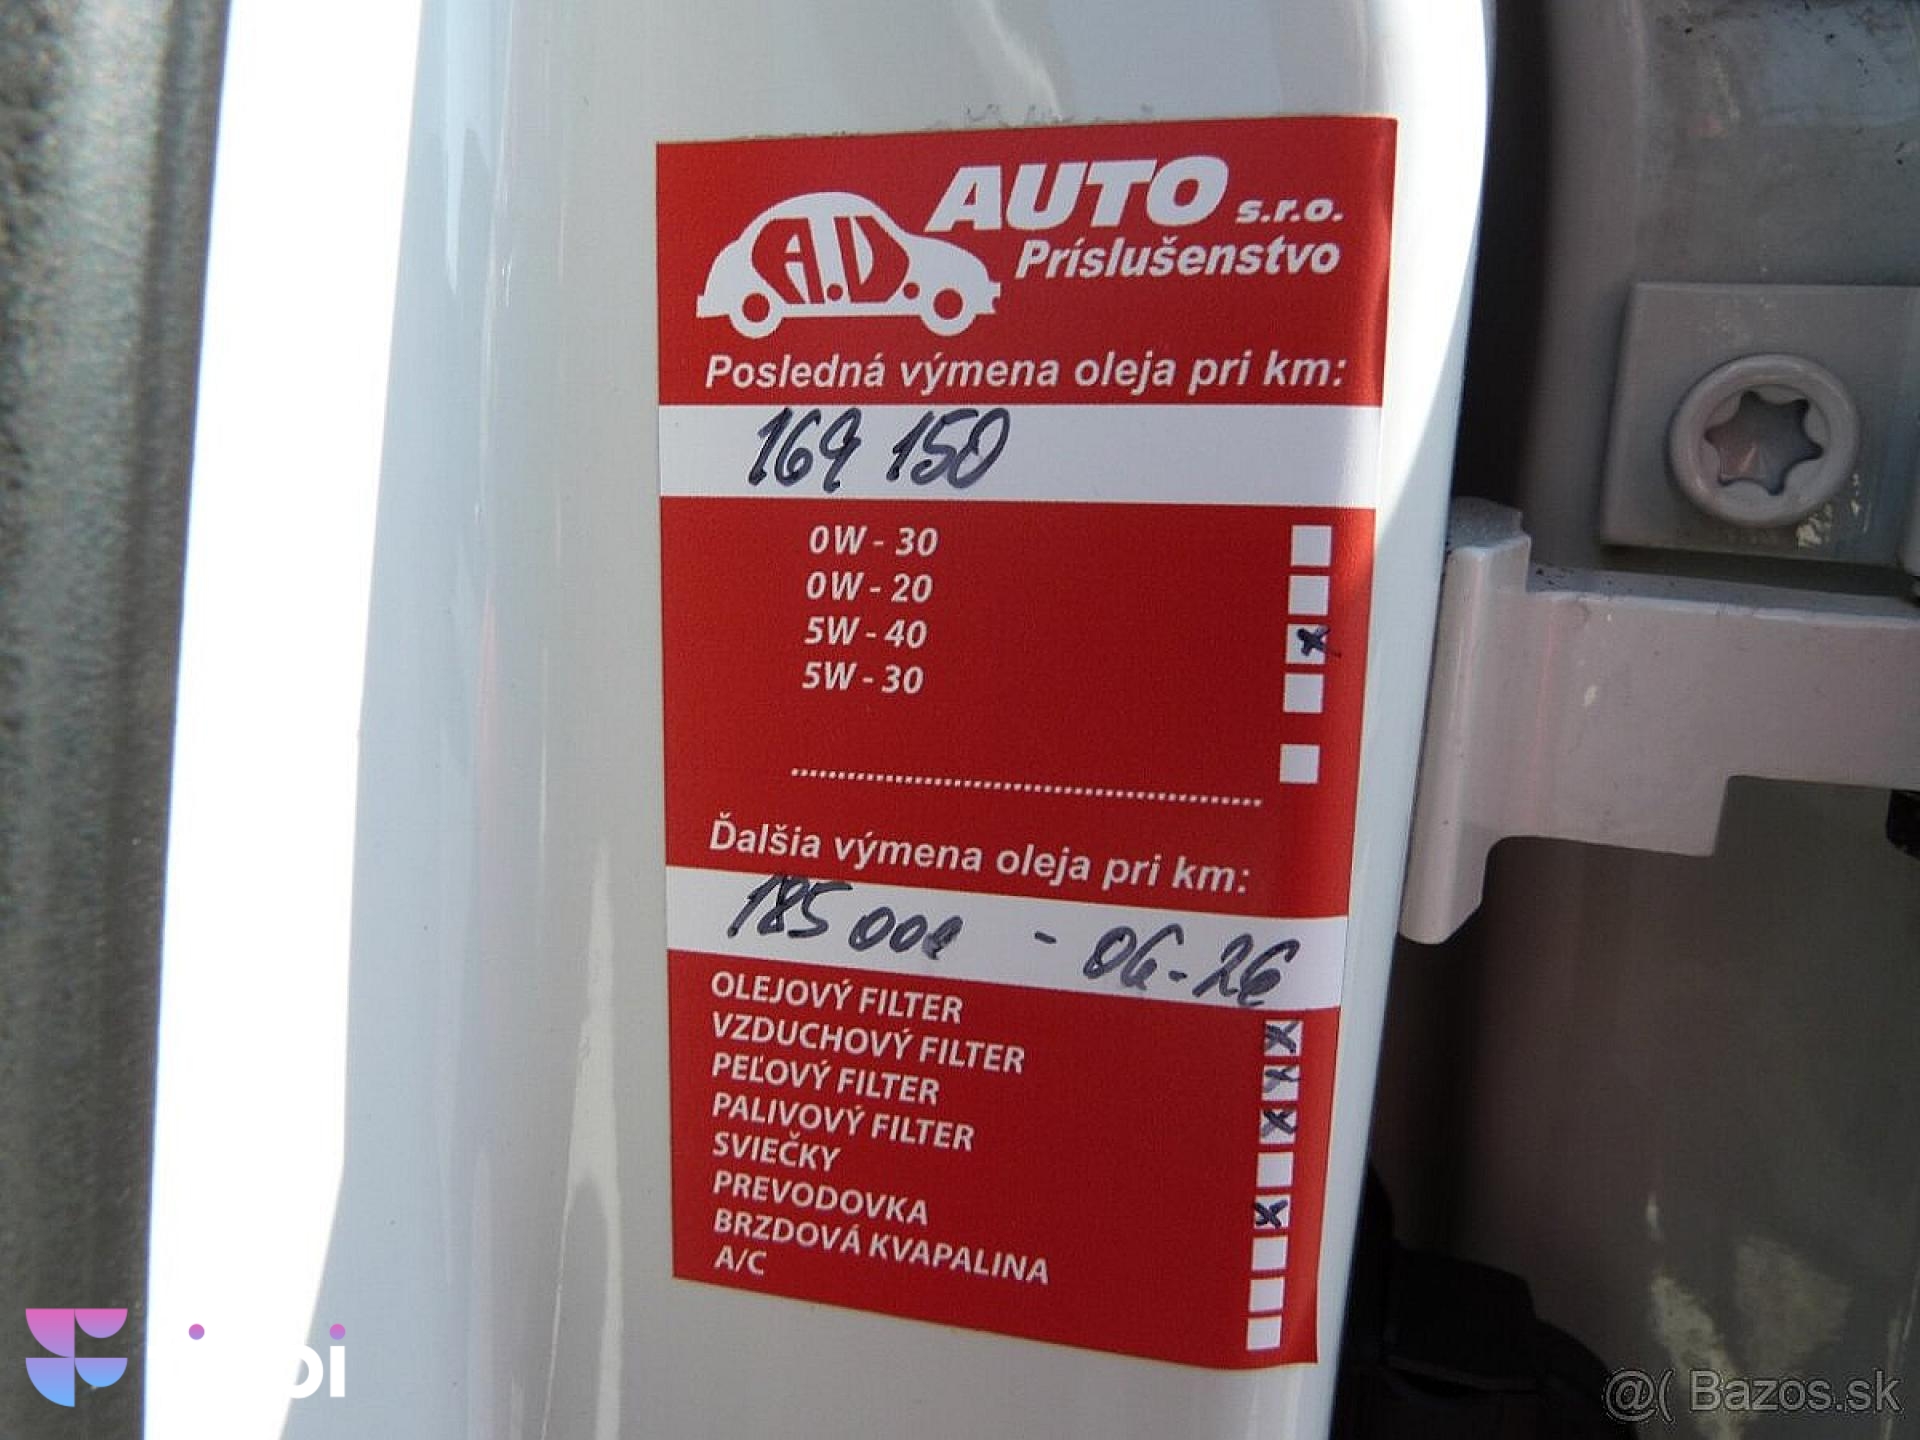 A.D. AUTO s.r.o.
Príslušenstvo
Posledná výmena oleja pri km:
169 150
0W - 30
0W - 20
5W - 40
5W - 30
Ďalšia výmena oleja pri km:
185 000 - 06-26
OLEJOVÝ FILTER
VZDUCHOVÝ FILTER
PEĽOVÝ FILTER
PALIVOVÝ FILTER
SVIEČKY
PREVODOVKA
BRZDOVÁ KVAPALINA
A/C
@( Bazos.sk